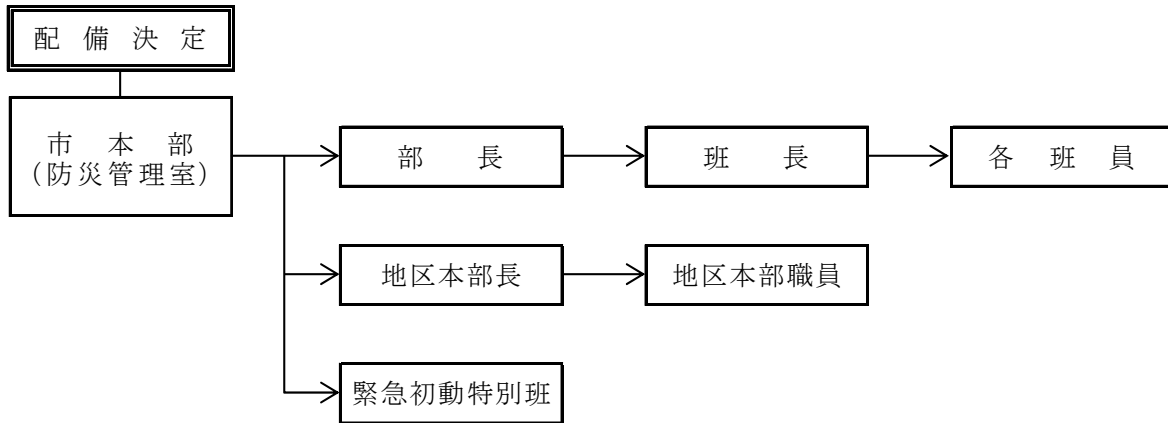 配備決定
市本部
(防災管理室)
部長
班長
各班員
地区本部長
地区本部職員
緊急初動特別班